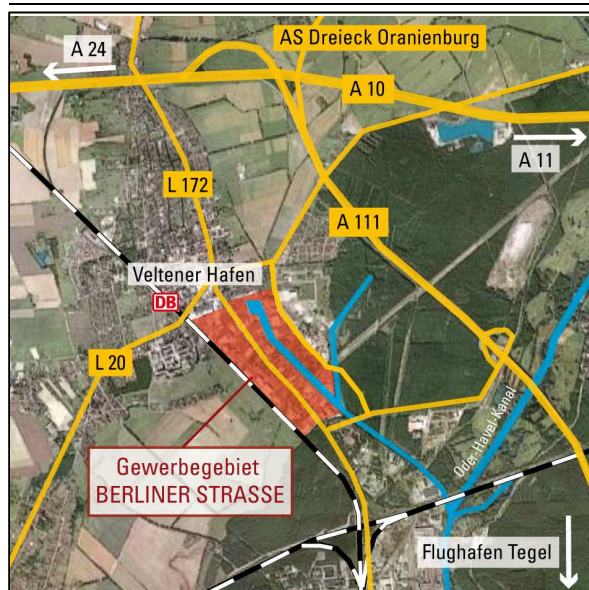 AS Dreieck Oranienburg
A 24
A 10
A 11
L 172
A 111
Veltener Hafen
DB
L 20
Oder-Havel-Kanal
Gewerbegebiet
BERLINER STRASSE
Flughafen Tegel